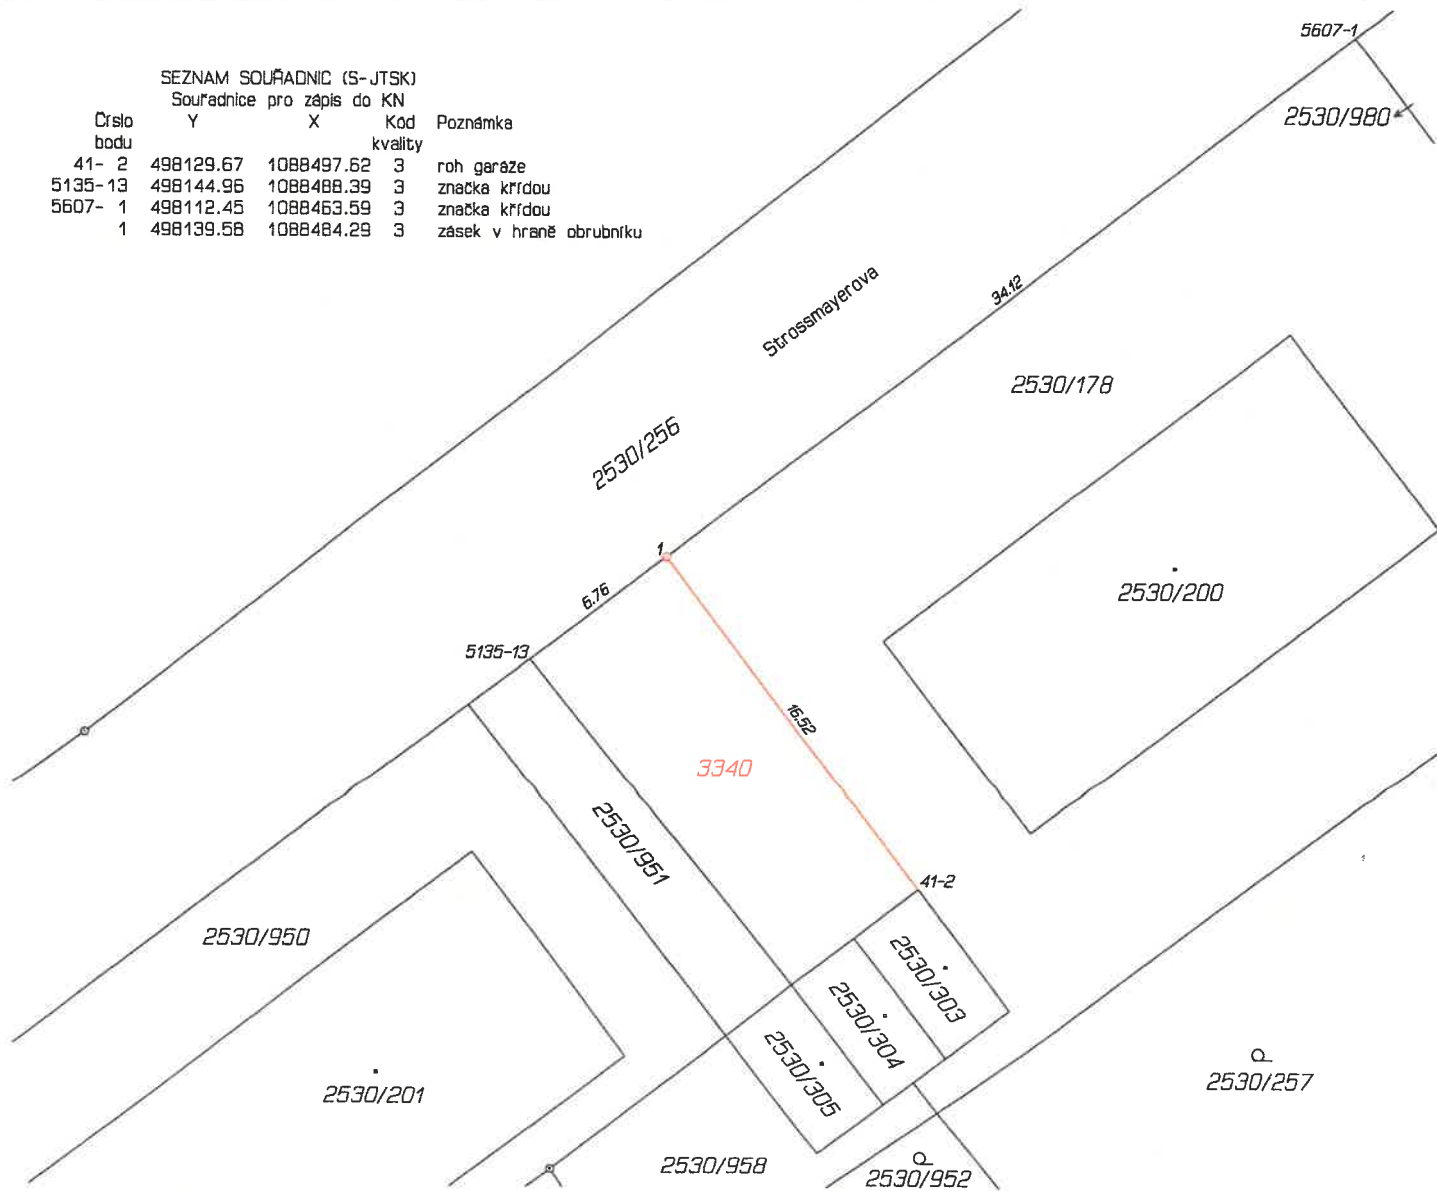 SEZNAM SOUŘADNIC (S-JTSK)
Souřadnice pro zápis do KN
Číslo Y X Kód Poznámka
bodu kvality
41- 2 498129.67 1088497.62 3 roh garáže
5135-13 498144.96 1088488.39 3 značka křídou
5607- 1 498112.45 1088463.59 3 značka křídou
1 498139.58 1088484.29 3 zásek v hraně obrubníku
5607-1
2530/980
Strossmayerova
34.12
2530/178
2530/256
1
6.76
2530/200
5135-13
16.52
3340
2530/951
41-2
2530/950
2530/303
2530/304
2530/305
2530/201
2530/257
2530/958
2530/952